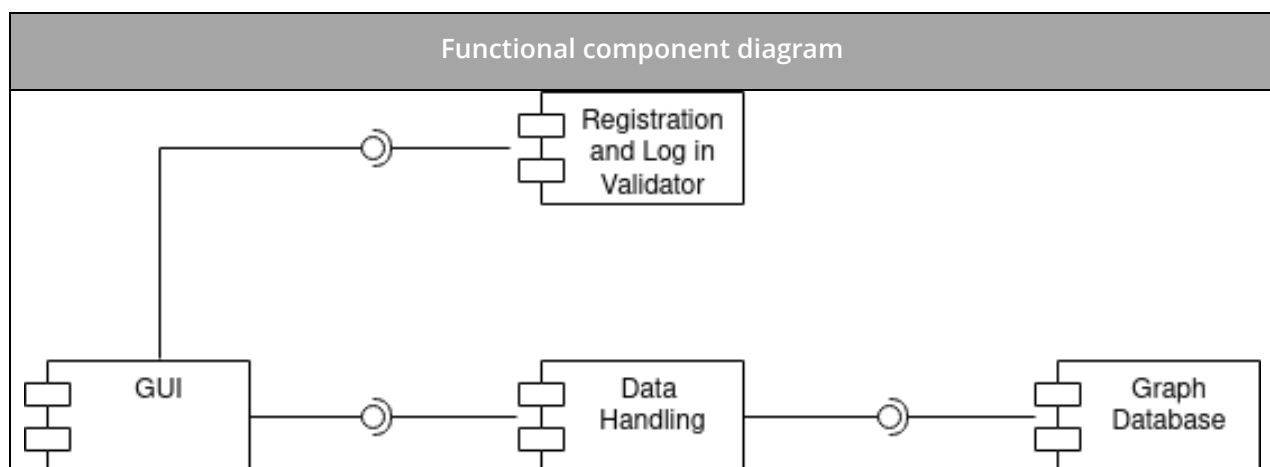 Functional component diagram
Registration
and Log in
Validator
GUI
Data
Handling
Graph
Database